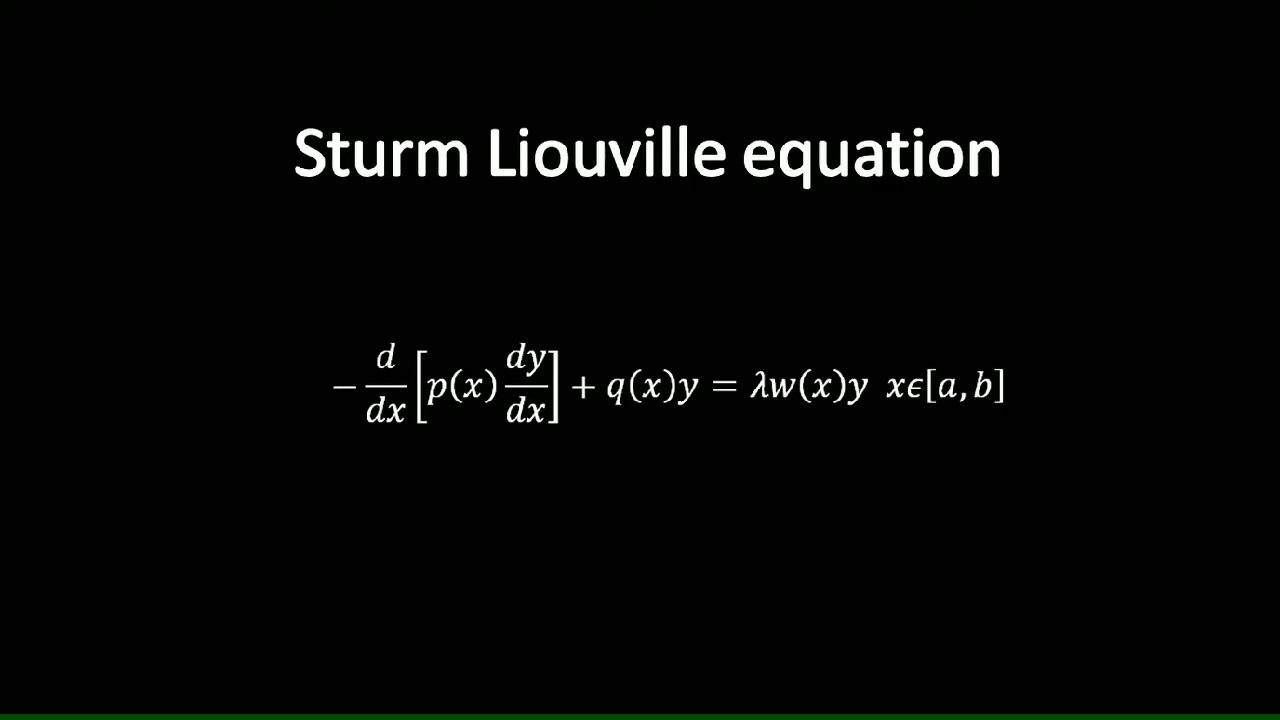 Sturm Liouville equation
−d/dx[p(x)dy/dx] + q(x)y = λw(x)y xϵ[a, b]